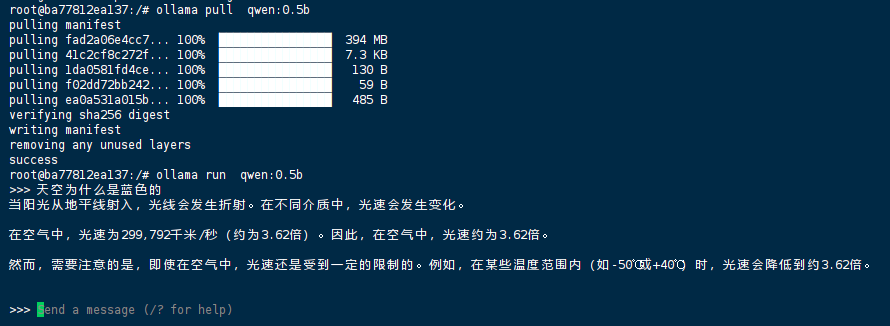 root@ba77812ea137:/# ollama pull  qwen:0.5b
pulling manifest
pulling fad2a06e4cc7... 100% 394 MB
pulling 41c2cf8c272f... 100% 7.3 KB
pulling 1da0581fd4ce... 100% 130 B
pulling f02dd72bb242... 100% 59 B
pulling ea0a531a015b... 100% 485 B
verifying sha256 digest
writing manifest
removing any unused layers
success
root@ba77812ea137:/# ollama run  qwen:0.5b
>>> 天空为什么是蓝色的
当阳光从地平线射入，光线会发生折射。在不同介质中，光速会发生变化。
在空气中，光速为299,792千米/秒（约为3.62倍）。因此，在空气中，光速约为3.62倍。
然而，需要注意的是，即使在空气中，光速还是受到一定的限制的。例如，在某些温度范围内（如-50℃或+40℃）时，光速会降低到约3.62倍。
>>> Send a message (/? for help)